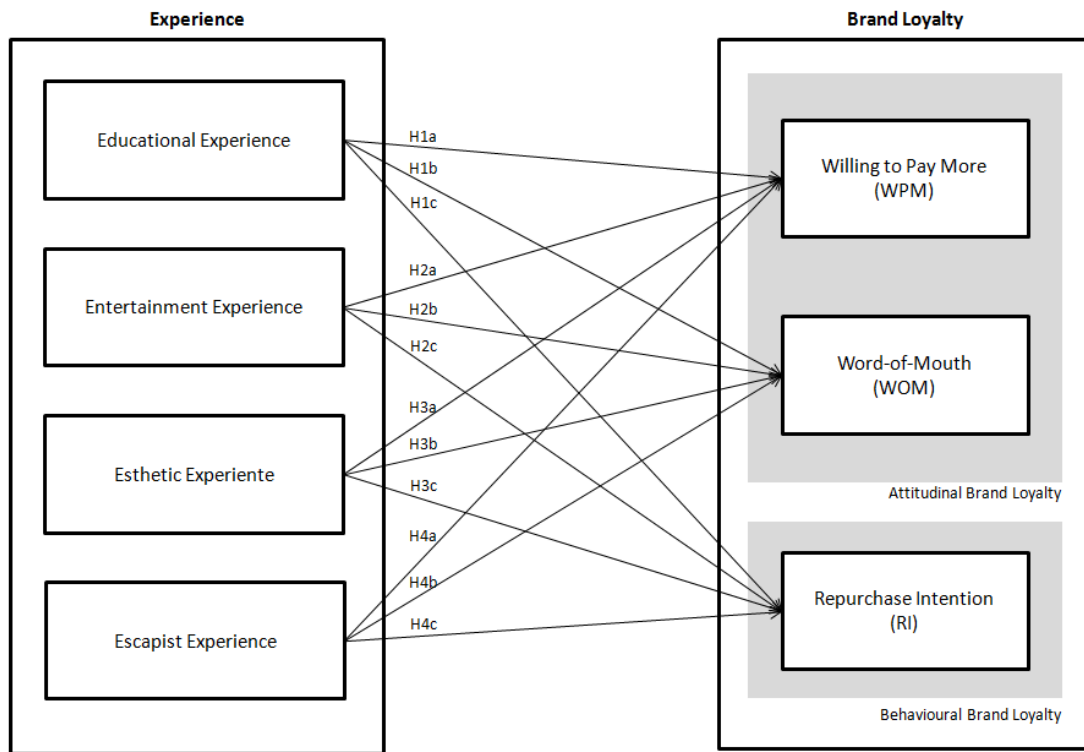 Experience
Educational Experience
Entertainment Experience
Esthetic Experiente
Escapist Experience
H1a
H1b
H1c
H2a
H2b
H2c
H3a
H3b
H3c
H4a
H4b
H4c
Brand Loyalty
Willing to Pay More
(WPM)
Word-of-Mouth
(WOM)
Attitudinal Brand Loyalty
Repurchase Intention
(RI)
Behavioural Brand Loyalty